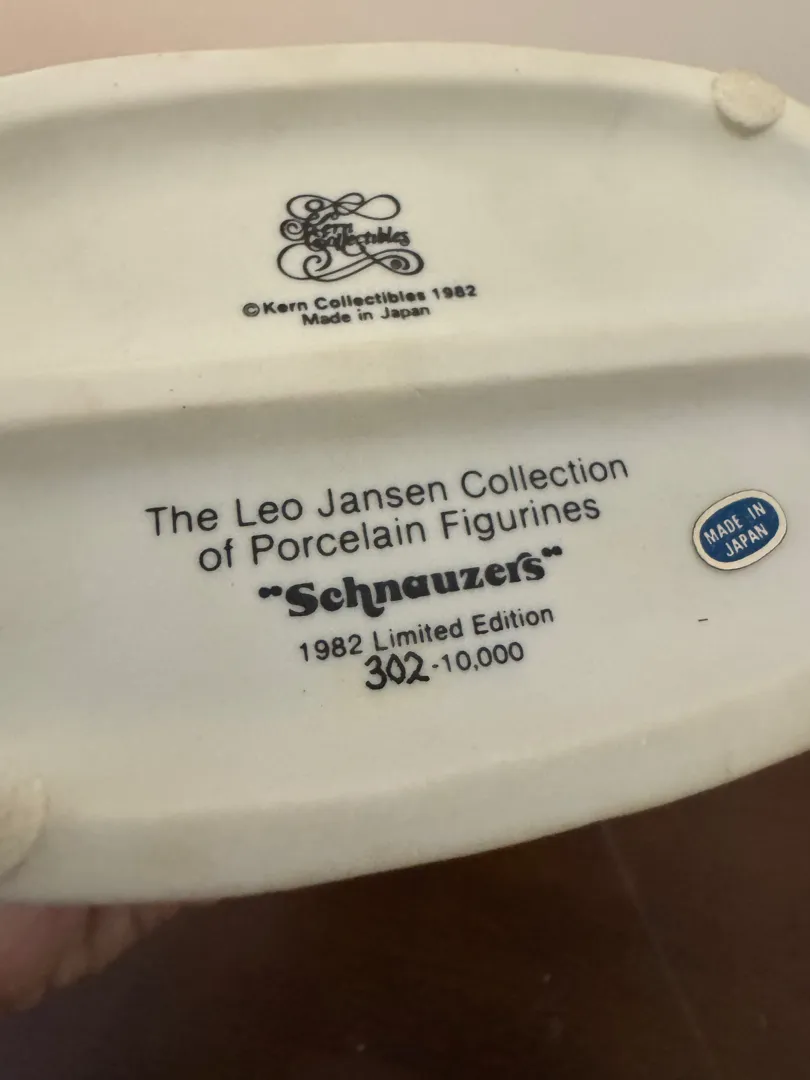 Kern
Collectibles
©Kern Collectibles 1982
Made in Japan
The Leo Jansen Collection
of Porcelain Figurines
"Schnauzers"
1982 Limited Edition
302-10,000
MADE IN
JAPAN